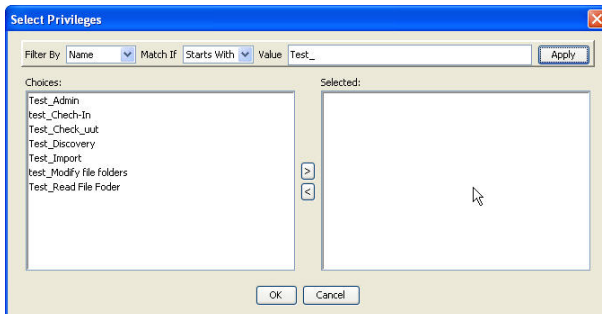 Select Privileges
Filter By Name Match If Starts With Value Test_ Apply
Choices: Selected:
Test_Admin
test_Chech-In
Test_Check_uut
Test_Discovery
Test_Import
test_Modify file folders
Test_Read File Foder
>
<
OK Cancel